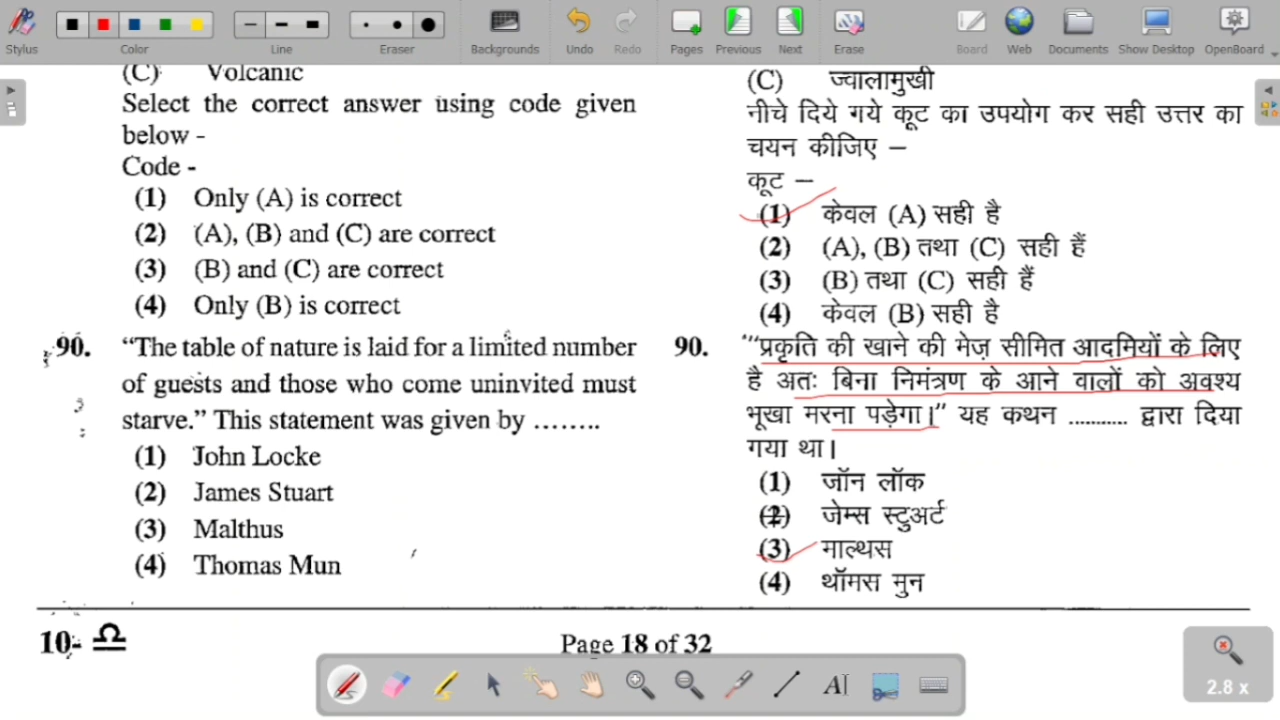 Stylus
Color
Line
Eraser
Backgrounds
Undo
Redo
Pages
Previous
Next
Erase
Board
Web
Documents
Show Desktop
OpenBoard
(C) Volcanic
Select the correct answer using code given
below -
Code -
(1) Only (A) is correct
(2) (A), (B) and (C) are correct
(3) (B) and (C) are correct
(4) Only (B) is correct
90. “The table of nature is laid for a limited number
of guests and those who come uninvited must
starve.” This statement was given by ........
(1) John Locke
(2) James Stuart
(3) Malthus
(4) Thomas Mun
(C) ज्वालामुखी
नीचे दिये गये कूट का उपयोग कर सही उत्तर का
चयन कीजिए –
कूट –
(1) केवल (A) सही है
(2) (A), (B) तथा (C) सही हैं
(3) (B) तथा (C) सही हैं
(4) केवल (B) सही है
90. “प्रकृति की खाने की मेज़ सीमित आदमियों के लिए
है अतः बिना निमंत्रण के आने वालों को अवश्य
भूखा मरना पड़ेगा।” यह कथन ........... द्वारा दिया
गया था।
(1) जॉन लॉक
(2) जेम्स स्टुअर्ट
(3) माल्थस
(4) थॉमस मुन
10- ♎
Page 18 of 32
2.8 x